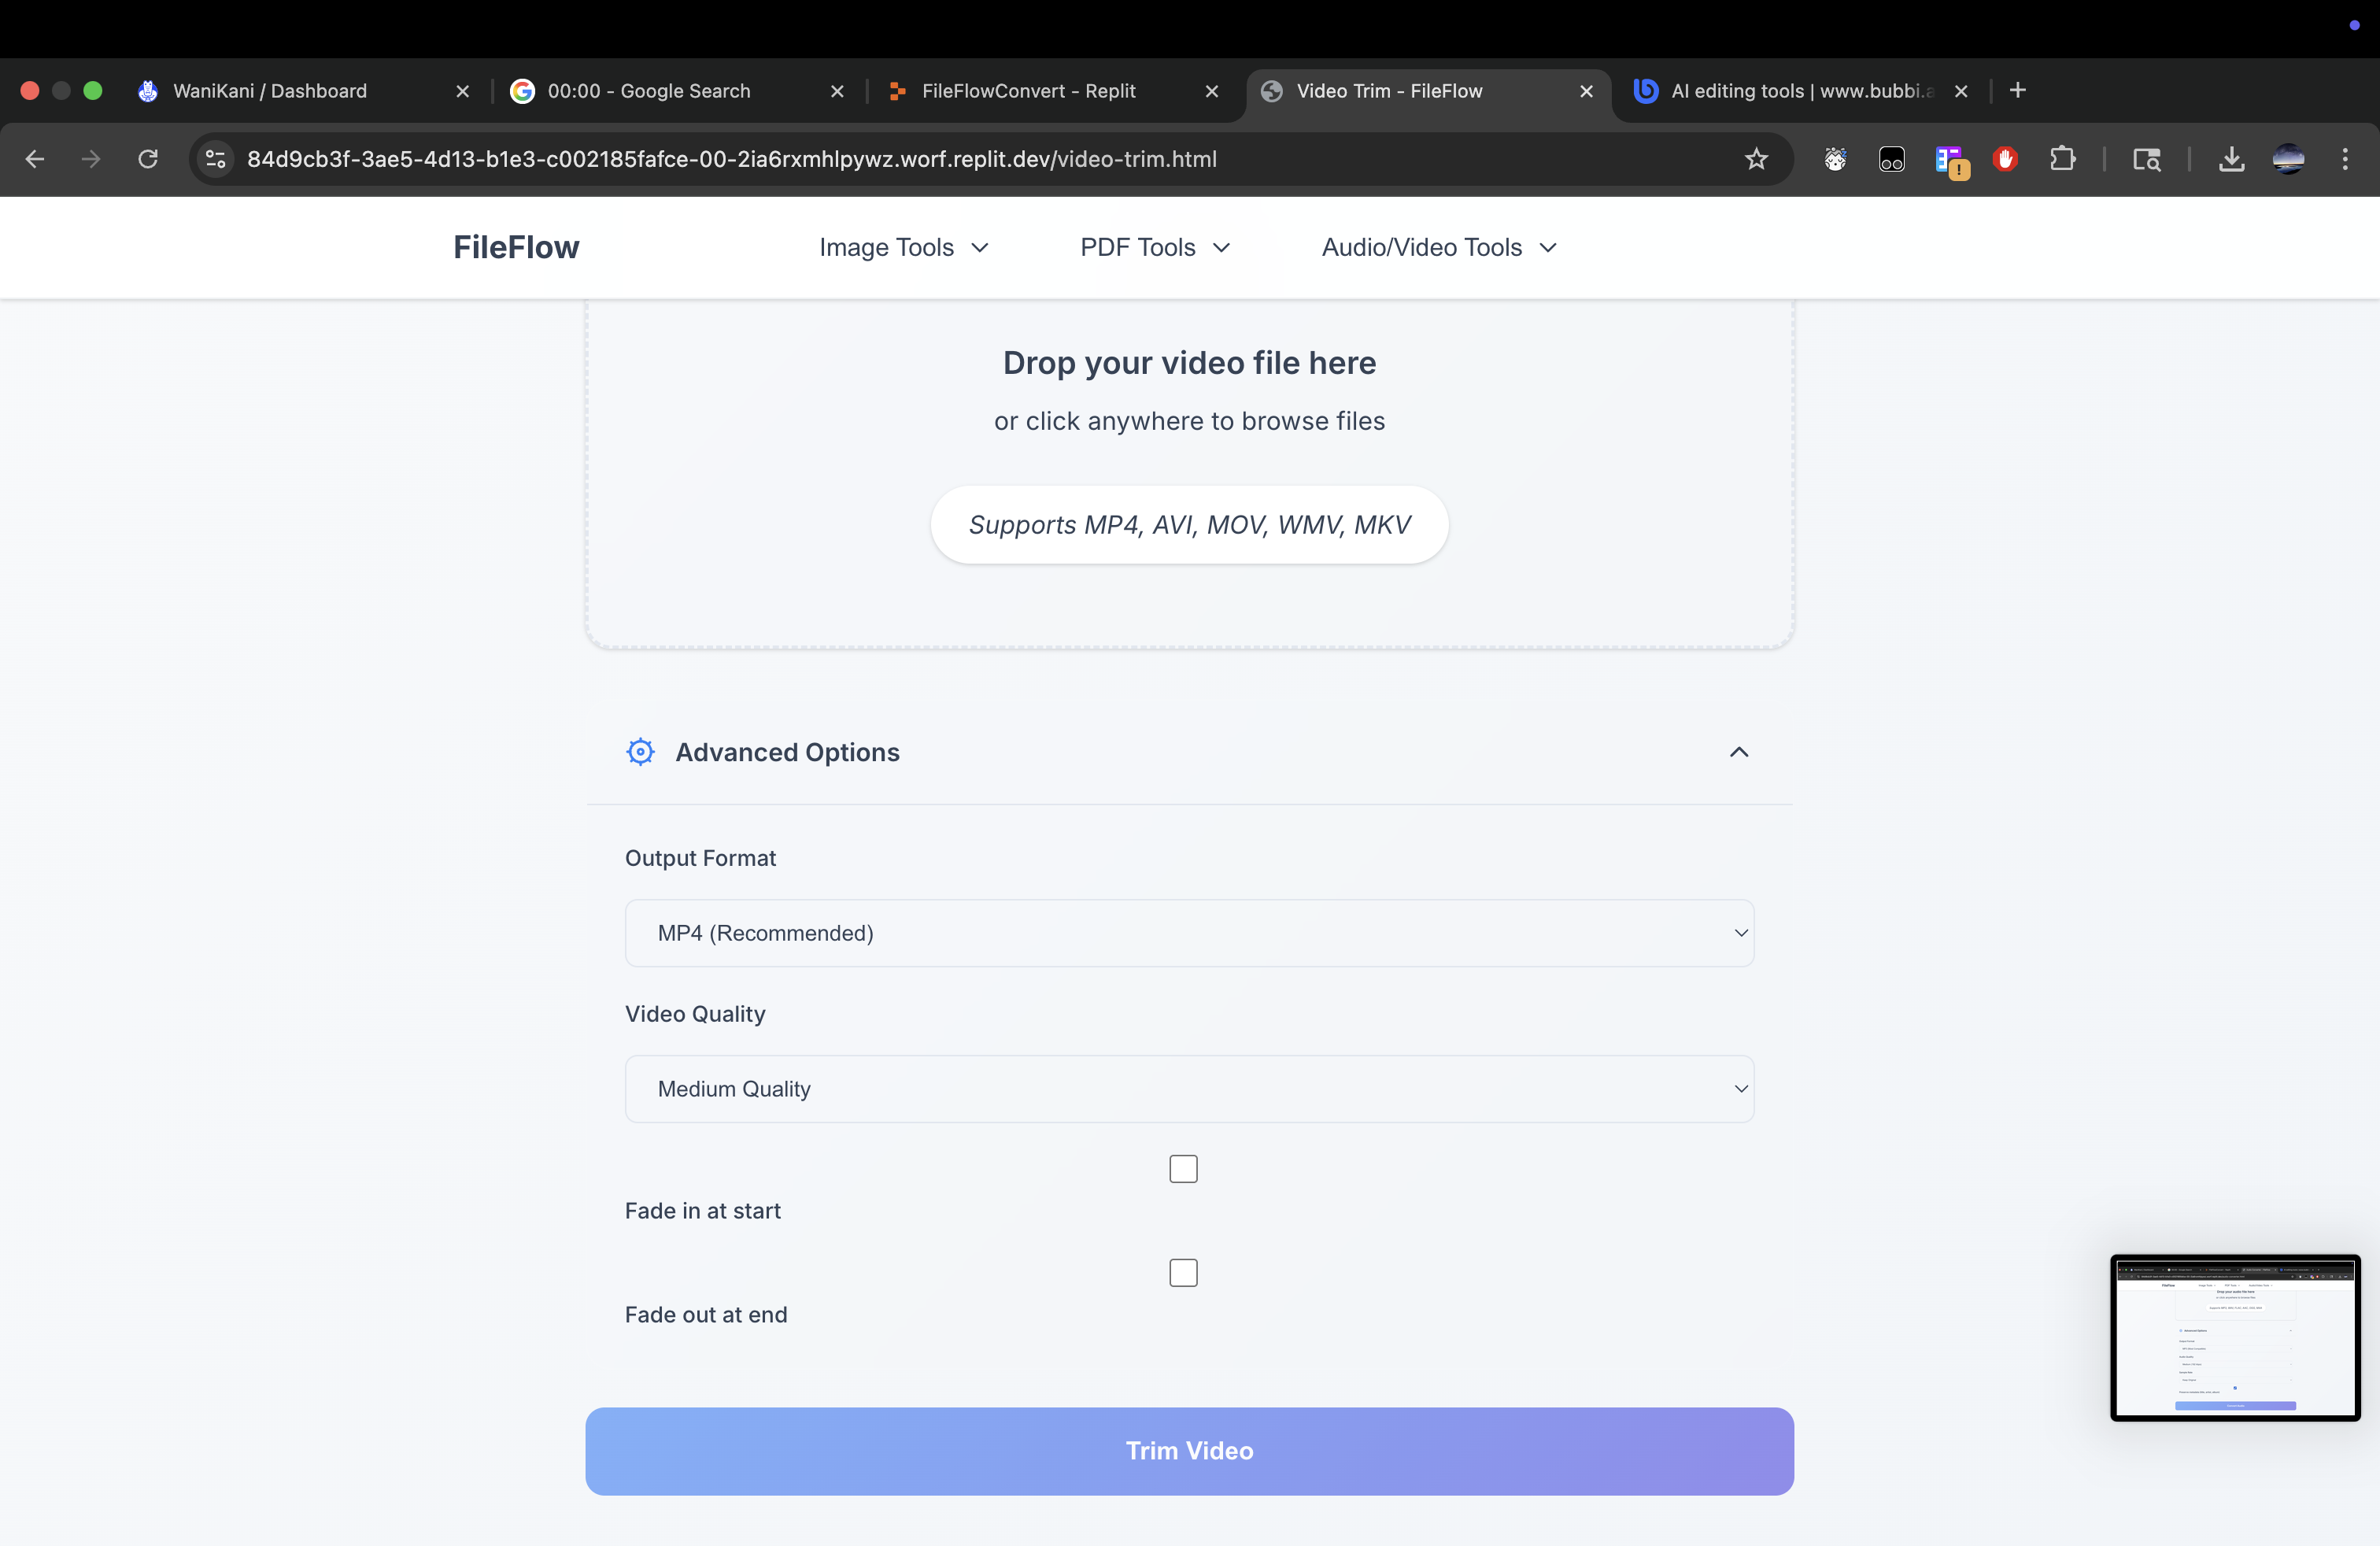 WaniKani / Dashboard
00:00 - Google Search
FileFlowConvert - Replit
Video Trim - FileFlow
AI editing tools | www.bubbi.a
84d9cb3f-3ae5-4d13-b1e3-c002185fafce-00-2ia6rxmhlpywz.worf.replit.dev/video-trim.html
FileFlow
Image Tools
PDF Tools
Audio/Video Tools
Drop your video file here
or click anywhere to browse files
Supports MP4, AVI, MOV, WMV, MKV
Advanced Options
Output Format
MP4 (Recommended)
Video Quality
Medium Quality
Fade in at start
Fade out at end
Trim Video